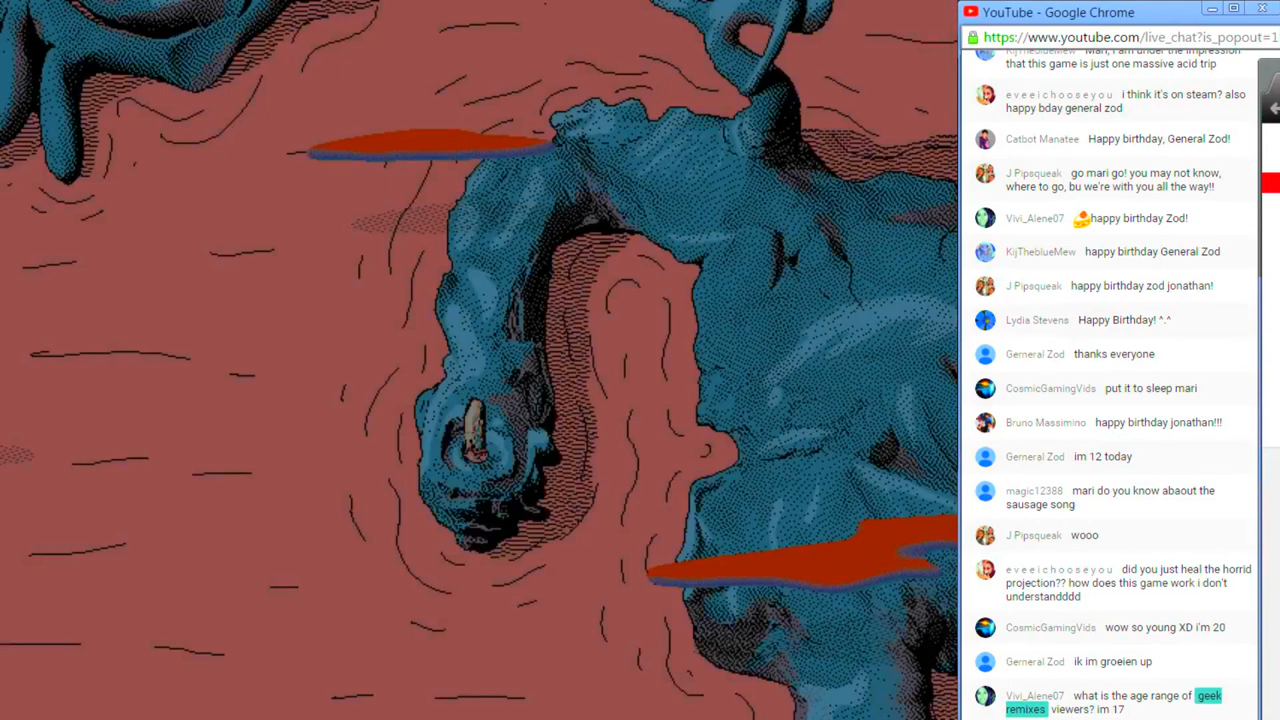 YouTube - Google Chrome
https://www.youtube.com/live_chat?is_popout=1
KijTheblueMew Man, I am under the impression
that this game is just one massive acid trip
e v e e i c h o o s e y o u i think it's on steam? also
happy bday general zod
Catbot Manatee Happy birthday, General Zod!
J Pipsqueak go mari go! you may not know,
where to go, bu we're with you all the way!!
Vivi_Alene07 happy birthday Zod!
KijTheblueMew happy birthday General Zod
J Pipsqueak happy birthday zod jonathan!
Lydia Stevens Happy Birthday! ^.^
Gerneral Zod thanks everyone
CosmicGamingVids put it to sleep mari
Bruno Massimino happy birthday jonathan!!!
Gerneral Zod im 12 today
magic12388 mari do you know abaout the
sausage song
J Pipsqueak wooo
e v e e i c h o o s e y o u did you just heal the horrid
projection?? how does this game work i don't
understandddd
CosmicGamingVids wow so young XD i'm 20
Gerneral Zod ik im groeien up
Vivi_Alene07 what is the age range of geek
remixes viewers? im 17